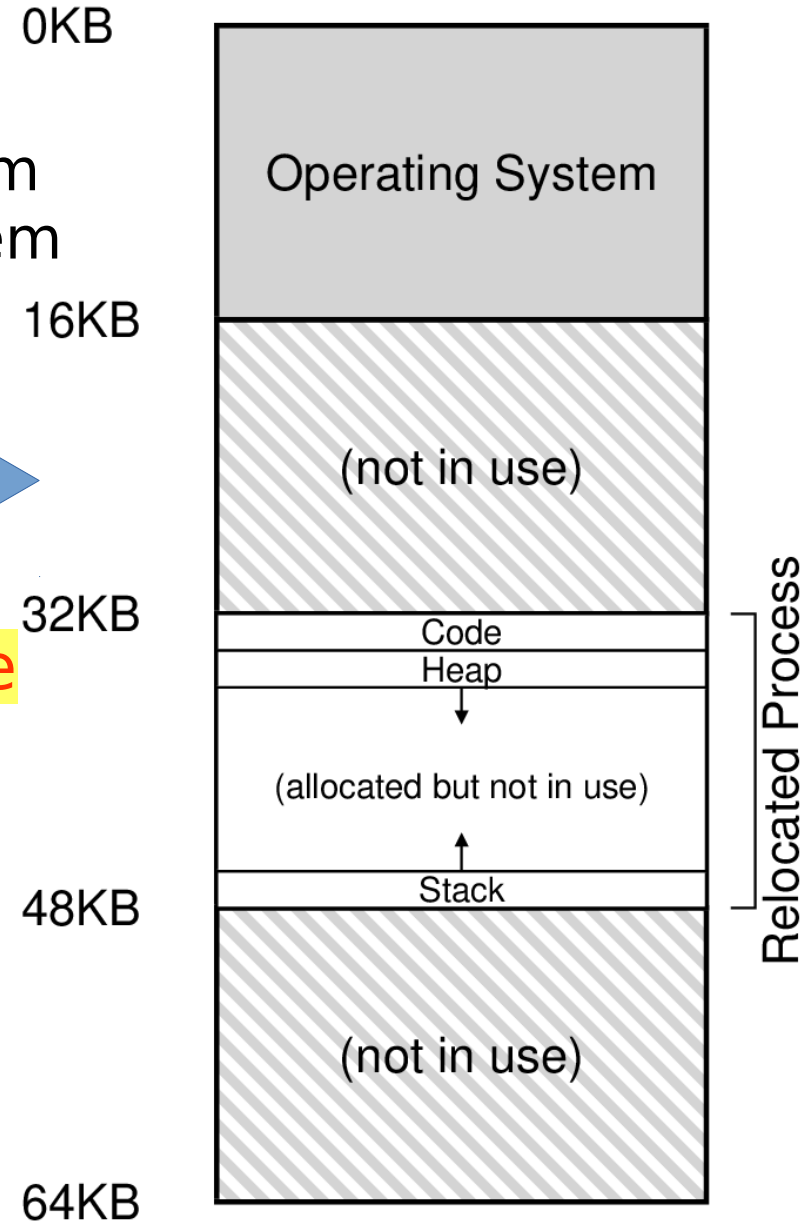 0KB
m
em
Operating System
16KB
(not in use)
32KB
e
Code
Heap
(allocated but not in use)
Stack
48KB
Relocated Process
(not in use)
64KB